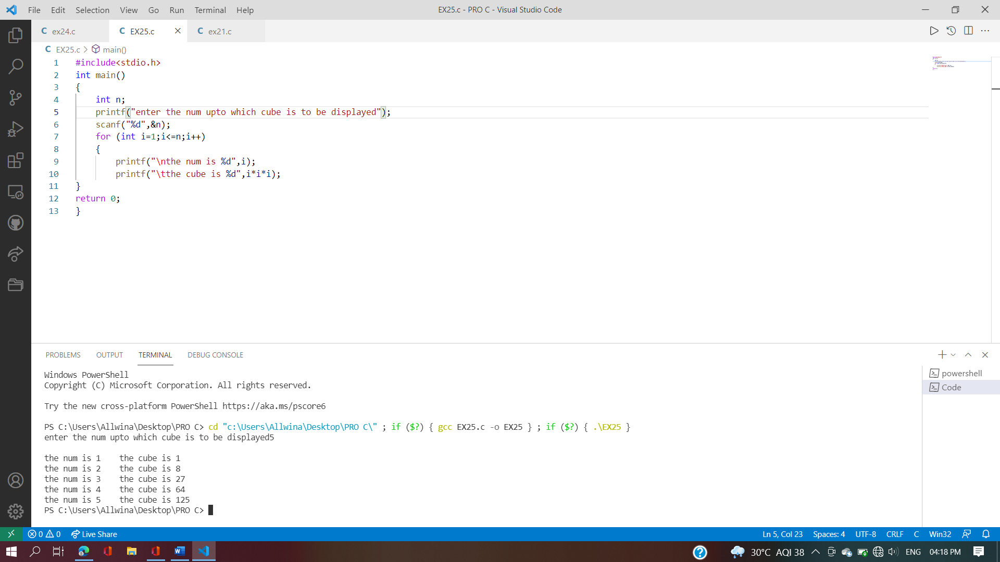 File Edit Selection View Go Run Terminal Help EX25.c - PRO C - Visual Studio Code
C ex24.c C EX25.c C ex21.c
C EX25.c > main()
1 #include<stdio.h>
2 int main()
3 {
4 int n;
5 printf("enter the num upto which cube is to be displayed");
6 scanf("%d",&n);
7 for (int i=1;i<=n;i++)
8 {
9 printf("\nthe num is %d",i);
10 printf("\tthe cube is %d",i*i*i);
11 }
12 return 0;
13 }
PROBLEMS OUTPUT TERMINAL DEBUG CONSOLE
Windows PowerShell
Copyright (C) Microsoft Corporation. All rights reserved.
Try the new cross-platform PowerShell https://aka.ms/pscore6
PS C:\Users\Allwina\Desktop\PRO C> cd "c:\Users\Allwina\Desktop\PRO C\" ; if ($?) { gcc EX25.c -o EX25 } ; if ($?) { .\EX25 }
enter the num upto which cube is to be displayed5
the num is 1 the cube is 1
the num is 2 the cube is 8
the num is 3 the cube is 27
the num is 4 the cube is 64
the num is 5 the cube is 125
PS C:\Users\Allwina\Desktop\PRO C>
powershell
Code
0 0 Live Share Ln 5, Col 23 Spaces: 4 UTF-8 CRLF C Win32
30°C AQI 38 ENG 04:18 PM